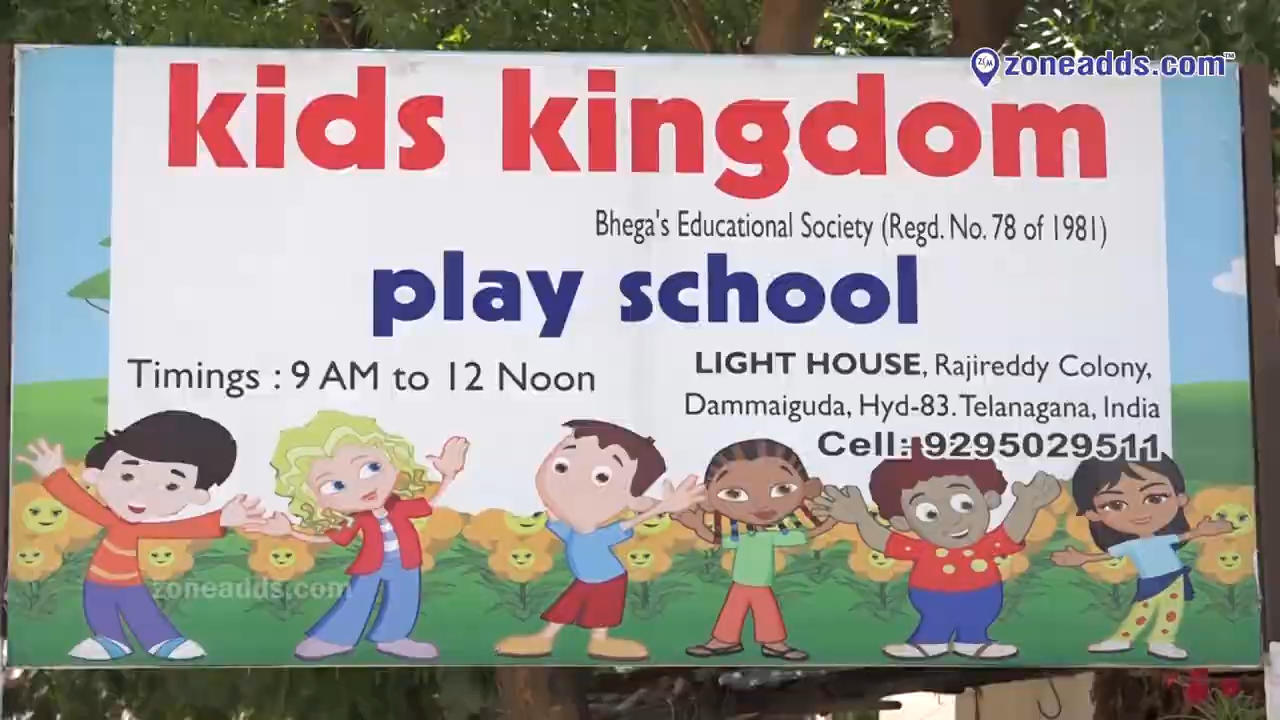 zoneadds.com™
kids kingdom
Bhega's Educational Society (Regd. No. 78 of 1981)
play school
Timings : 9 AM to 12 Noon
LIGHT HOUSE, Rajireddy Colony,
Dammaiguda, Hyd-83. Telanagana, India
Cell: 9295029511
zoneadds.com